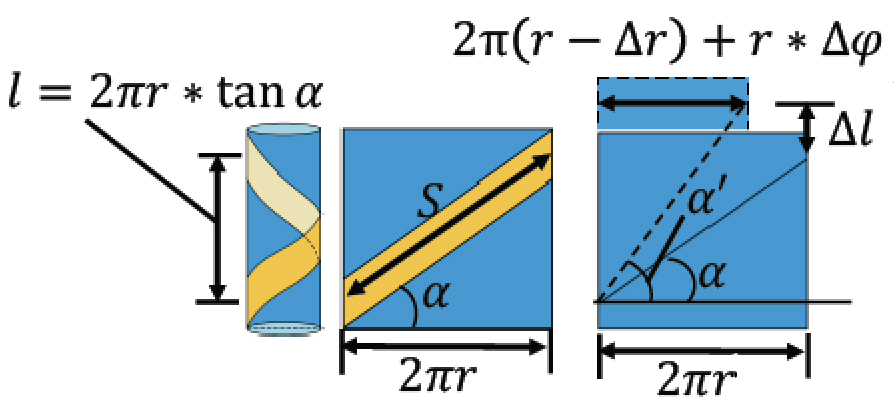 2π(r − Δr) + r * Δφ
l = 2πr * tan α
Δl
S
α′
α
α
2πr
2πr